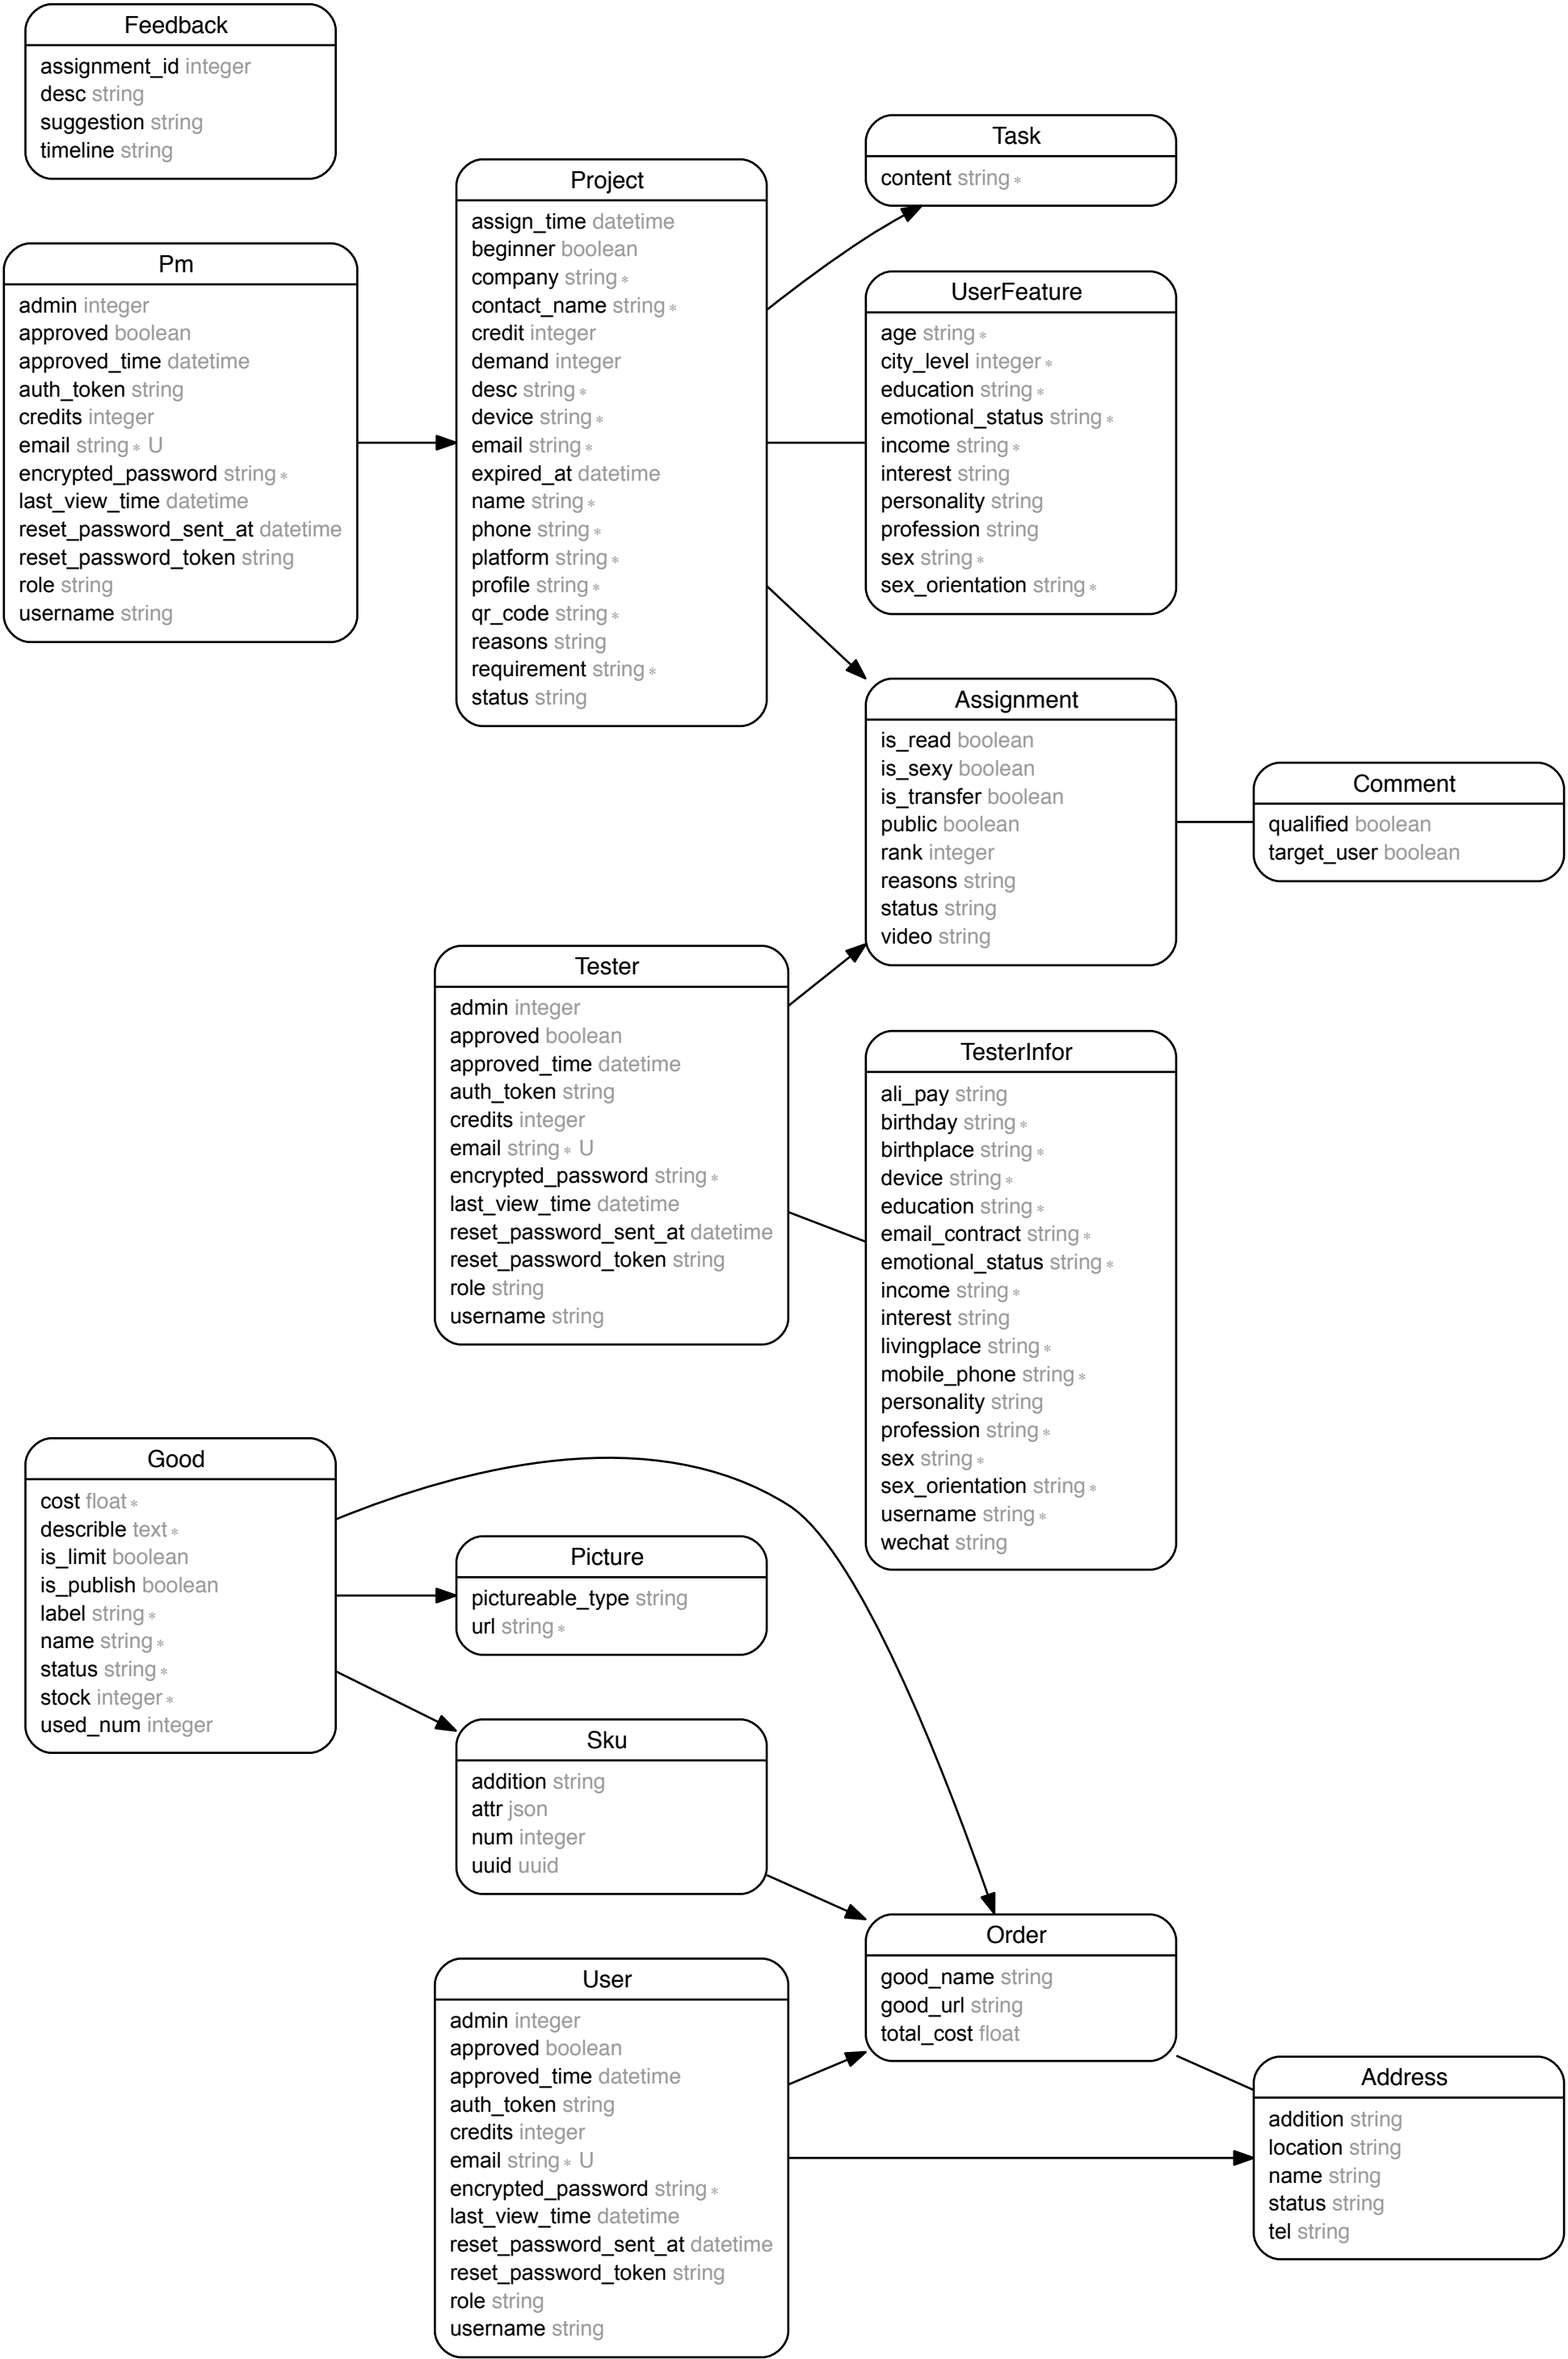 Feedback
assignment_id integer
desc string
suggestion string
timeline string
Pm
admin integer
approved boolean
approved_time datetime
auth_token string
credits integer
email string∗ U
encrypted_password string∗
last_view_time datetime
reset_password_sent_at datetime
reset_password_token string
role string
username string
Project
assign_time datetime
beginner boolean
company string∗
contact_name string∗
credit integer
demand integer
desc string∗
device string∗
email string∗
expired_at datetime
name string∗
phone string∗
platform string∗
profile string∗
qr_code string∗
reasons string
requirement string∗
status string
Task
content string∗
UserFeature
age string∗
city_level integer∗
education string∗
emotional_status string∗
income string∗
interest string
personality string
profession string
sex string∗
sex_orientation string∗
Assignment
is_read boolean
is_sexy boolean
is_transfer boolean
public boolean
rank integer
reasons string
status string
video string
Comment
qualified boolean
target_user boolean
Tester
admin integer
approved boolean
approved_time datetime
auth_token string
credits integer
email string∗ U
encrypted_password string∗
last_view_time datetime
reset_password_sent_at datetime
reset_password_token string
role string
username string
TesterInfor
ali_pay string
birthday string∗
birthplace string∗
device string∗
education string∗
email_contract string∗
emotional_status string∗
income string∗
interest string
livingplace string∗
mobile_phone string∗
personality string
profession string∗
sex string∗
sex_orientation string∗
username string∗
wechat string
Good
cost float∗
describle text∗
is_limit boolean
is_publish boolean
label string∗
name string∗
status string∗
stock integer∗
used_num integer
Picture
pictureable_type string
url string∗
Sku
addition string
attr json
num integer
uuid uuid
Order
good_name string
good_url string
total_cost float
User
admin integer
approved boolean
approved_time datetime
auth_token string
credits integer
email string∗ U
encrypted_password string∗
last_view_time datetime
reset_password_sent_at datetime
reset_password_token string
role string
username string
Address
addition string
location string
name string
status string
tel string